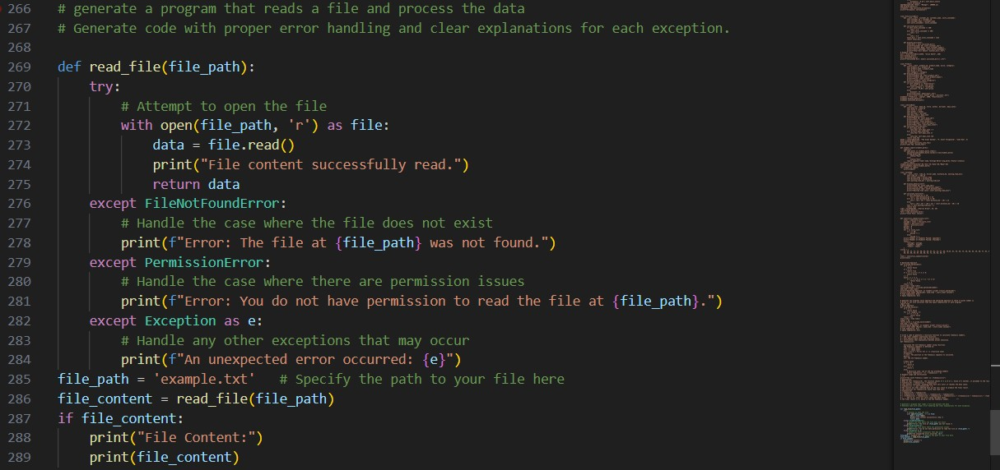 266 # generate a program that reads a file and process the data
267 # Generate code with proper error handling and clear explanations for each exception.
268
269 def read_file(file_path):
270     try:
271         # Attempt to open the file
272         with open(file_path, 'r') as file:
273             data = file.read()
274             print("File content successfully read.")
275             return data
276     except FileNotFoundError:
277         # Handle the case where the file does not exist
278         print(f"Error: The file at {file_path} was not found.")
279     except PermissionError:
280         # Handle the case where there are permission issues
281         print(f"Error: You do not have permission to read the file at {file_path}.")
282     except Exception as e:
283         # Handle any other exceptions that may occur
284         print(f"An unexpected error occurred: {e}")
285 file_path = 'example.txt'   # Specify the path to your file here
286 file_content = read_file(file_path)
287 if file_content:
288     print("File Content:")
289     print(file_content)